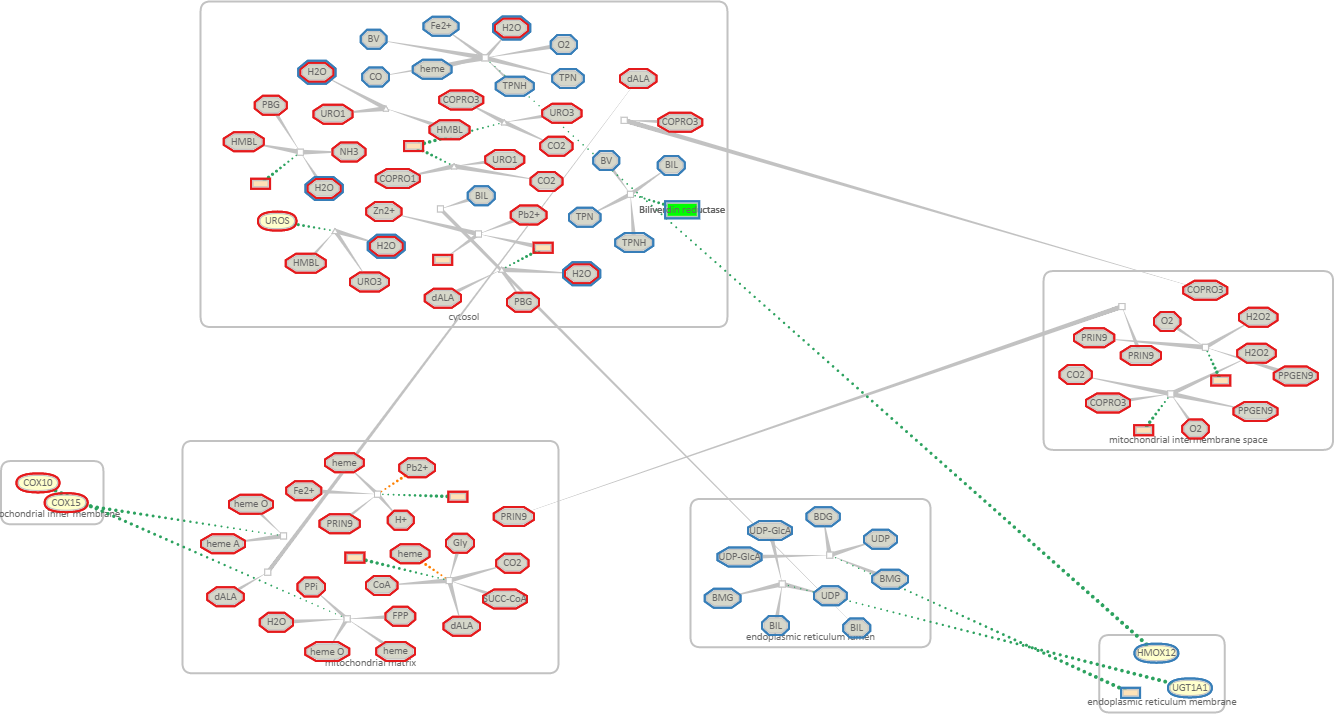 Fe2+
H2O
BV
O2
H2O
CO
heme
TPNH
TPN
dALA
PBG
COPRO3
URO1
URO3
COPRO3
HMBL
HMBL
NH3
CO2
URO1
BV
BIL
COPRO1
CO2
H2O
BIL
Zn2+
Pb2+
Biliverdin reductase
TPN
UROS
H2O
TPNH
HMBL
URO3
H2O
dALA
PBG
cytosol
COPRO3
O2
H2O2
PRIN9
PRIN9
H2O2
CO2
PPGEN9
COPRO3
PPGEN9
O2
mitochondrial intermembrane space
heme
Pb2+
COX10
Fe2+
COX15
heme O
ochondrial inner membrane
PRIN9
H+
PRIN9
heme A
Gly
heme
CO2
PPi
CoA
dALA
SUCC-CoA
H2O
FPP
dALA
heme O
heme
mitochondrial matrix
UDP-GlcA
BDG
UDP
UDP-GlcA
BMG
BMG
UDP
BIL
BIL
endoplasmic reticulum lumen
HMOX12
UGT1A1
endoplasmic reticulum membrane